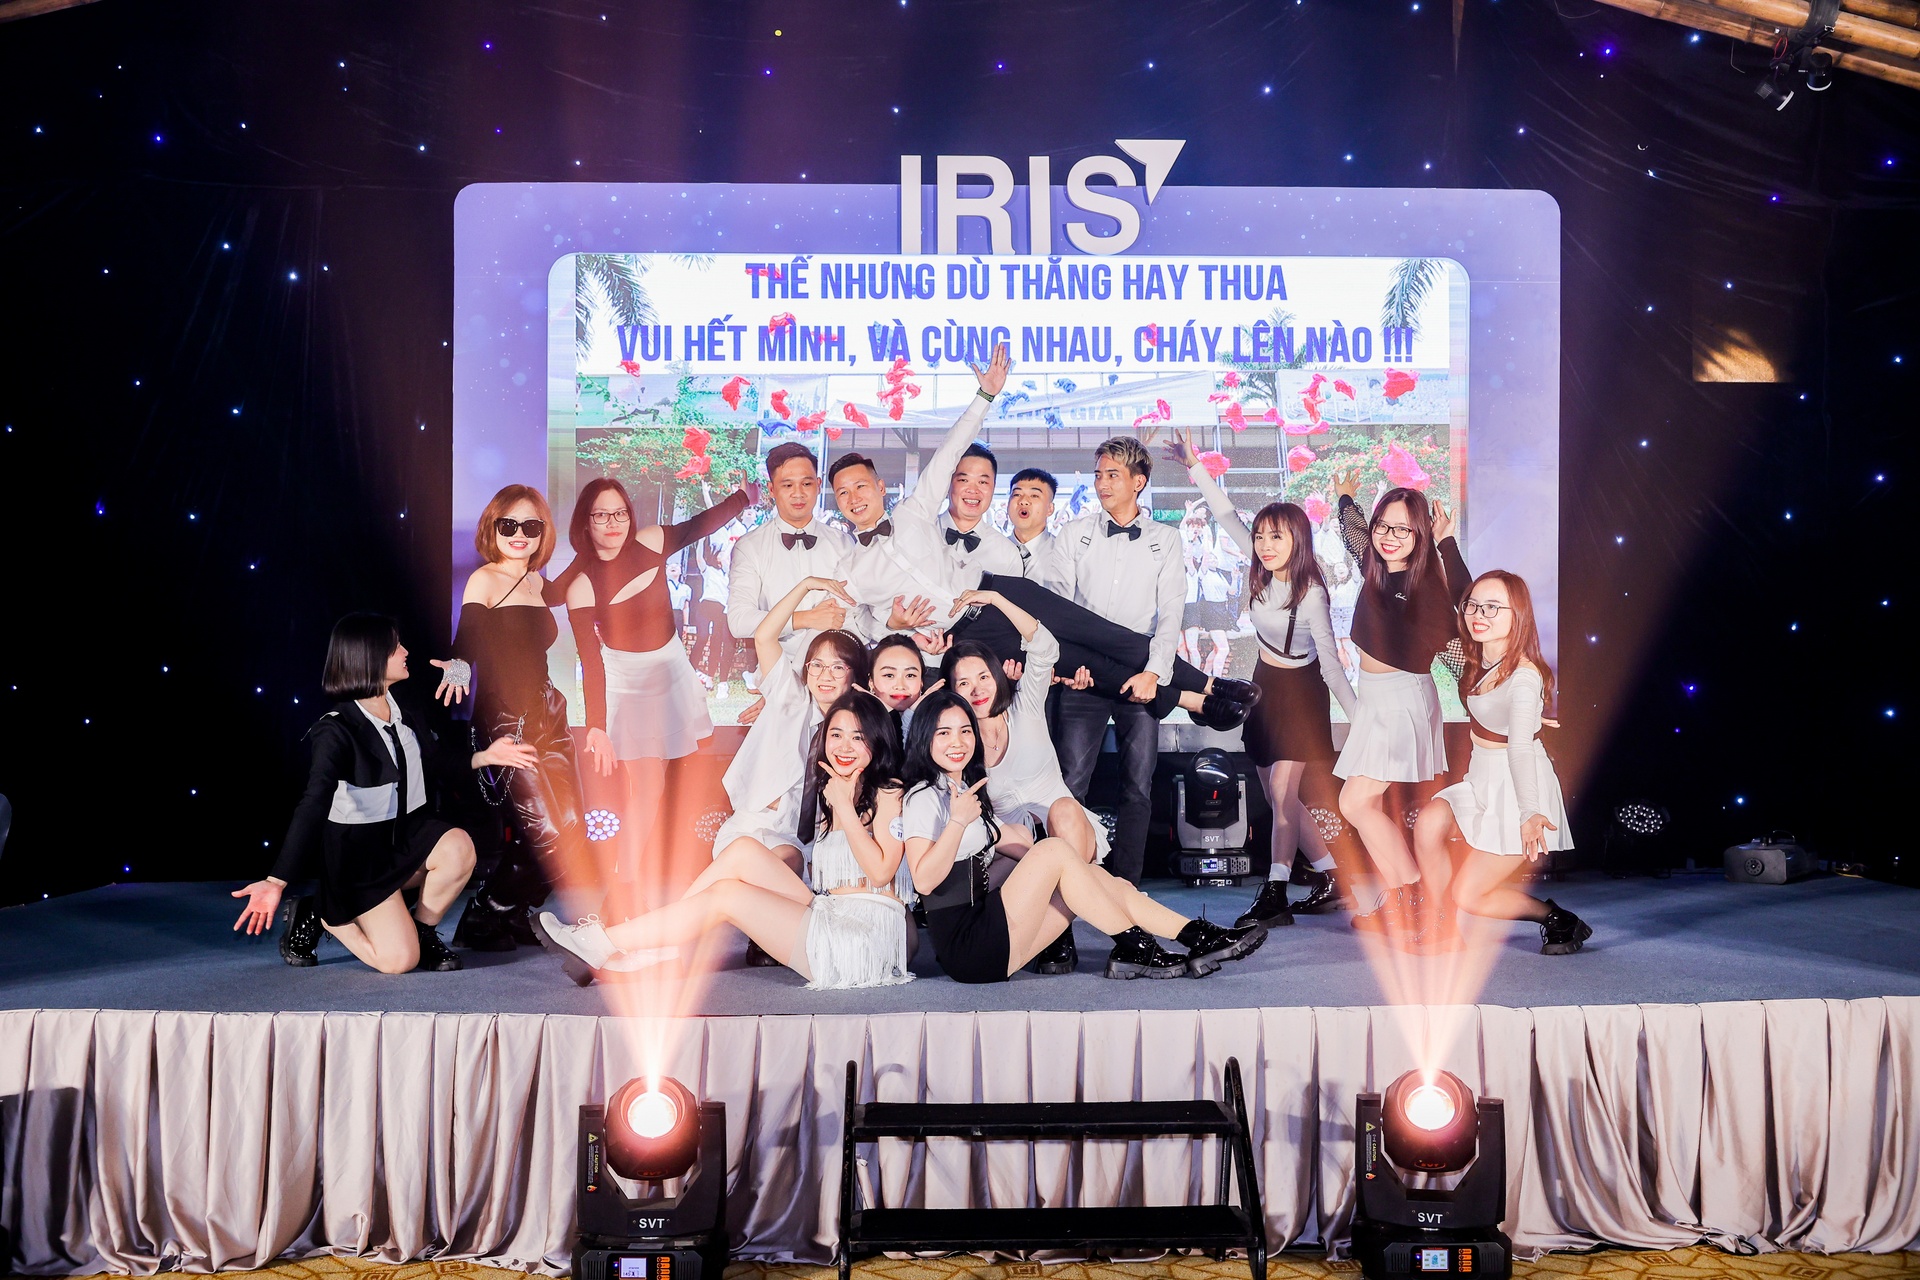 IRIS
THẾ NHƯNG DÙ THẮNG HAY THUA
VUI HẾT MÌNH, VÀ CÙNG NHAU, CHÁY LÊN NÀO !!!
GIẢI T
SVT
SVT
SVT